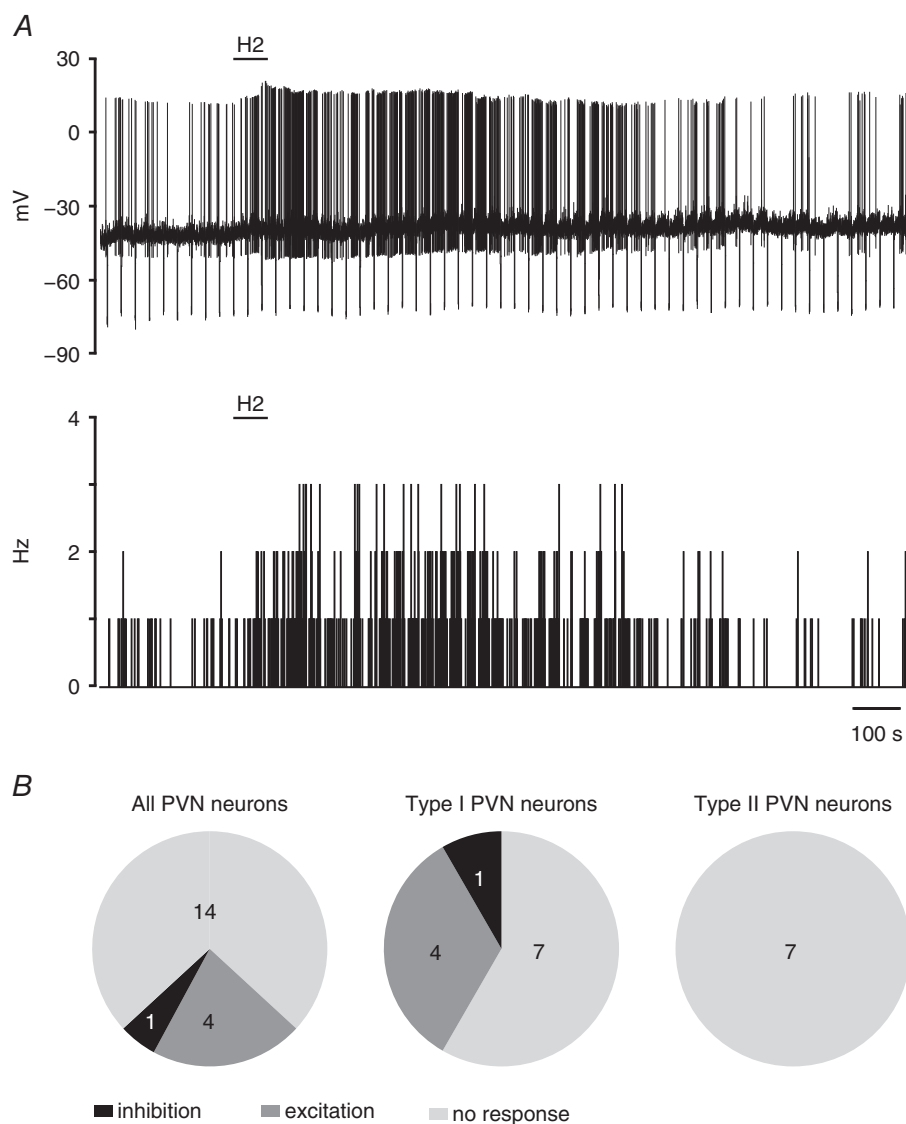 A
H2
30
0
−30
−60
−90
mV
H2
4
2
0
Hz
100 s
B
All PVN neurons
Type I PVN neurons
Type II PVN neurons
14
1
4
1
4
7
7
inhibition
excitation
no response